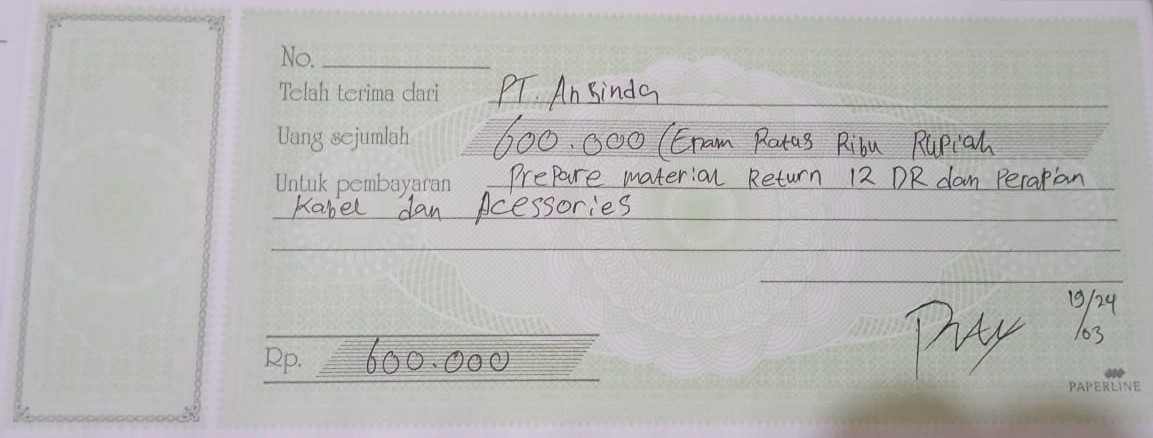 No.
Telah terima dari PT. Ansinda
Uang sejumlah 600.000 (Enam Ratus Ribu Rupiah
Untuk pembayaran Prepare material Return 12 DR dan Perapian
Kabel dan Acessories
19/24
/03
Rp. 600.000
PAPERLINE